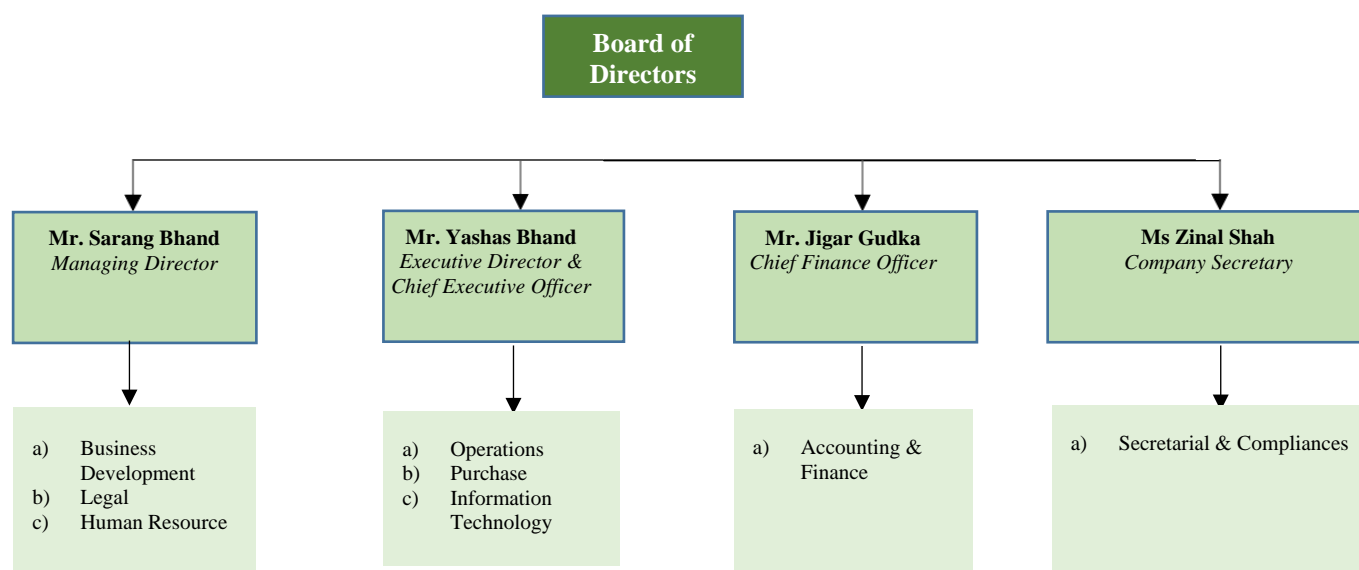 Board of
Directors
Mr. Sarang Bhand
Managing Director
Mr. Yashas Bhand
Executive Director &
Chief Executive Officer
Mr. Jigar Gudka
Chief Finance Officer
Ms Zinal Shah
Company Secretary
a) Business
Development
b) Legal
c) Human Resource
a) Operations
b) Purchase
c) Information
Technology
a) Accounting &
Finance
a) Secretarial & Compliances